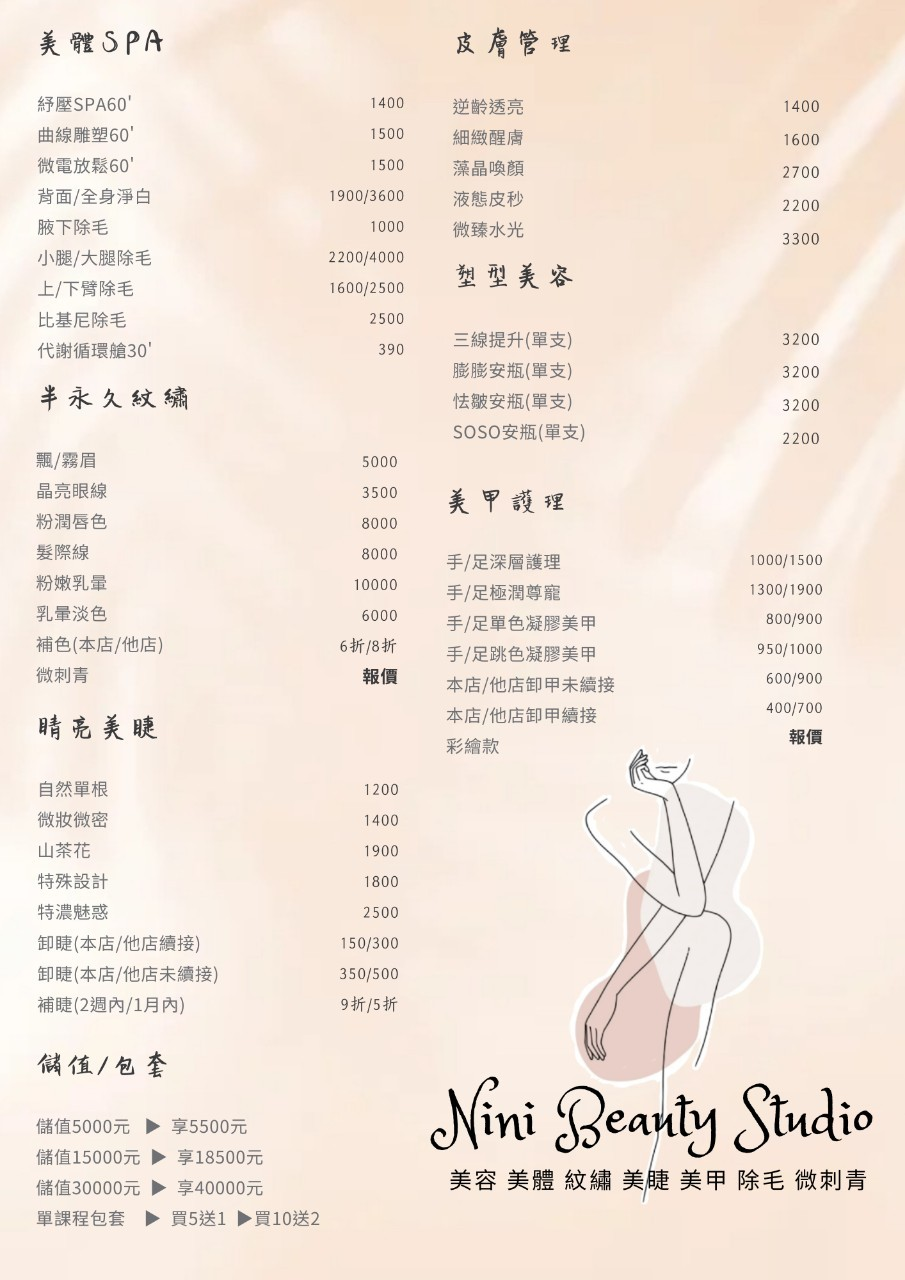 美體SPA
紓壓SPA60' 1400
曲線雕塑60' 1500
微電放鬆60' 1500
背面/全身淨白 1900/3600
腋下除毛 1000
小腿/大腿除毛 2200/4000
上/下臂除毛 1600/2500
比基尼除毛 2500
代謝循環艙30' 390
半永久紋繡
飄/霧眉 5000
晶亮眼線 3500
粉潤唇色 8000
髮際線 8000
粉嫩乳暈 10000
乳暈淡色 6000
補色(本店/他店) 6折/8折
微刺青 報價
睛亮美睫
自然單根 1200
微妝微密 1400
山茶花 1900
特殊設計 1800
特濃魅惑 2500
卸睫(本店/他店續接) 150/300
卸睫(本店/他店未續接) 350/500
補睫(2週內/1月內) 9折/5折
儲值/包套
儲值5000元 ▶ 享5500元
儲值15000元 ▶ 享18500元
儲值30000元 ▶ 享40000元
單課程包套 ▶ 買5送1 ▶買10送2
皮膚管理
逆齡透亮 1400
細緻醒膚 1600
藻晶喚顏 2700
液態皮秒 2200
微臻水光 3300
塑型美容
三線提升(單支) 3200
膨膨安瓶(單支) 3200
怯皺安瓶(單支) 3200
SOSO安瓶(單支) 2200
美甲護理
手/足深層護理 1000/1500
手/足極潤尊寵 1300/1900
手/足單色凝膠美甲 800/900
手/足跳色凝膠美甲 950/1000
本店/他店卸甲未續接 600/900
本店/他店卸甲續接 400/700
彩繪款 報價
Nini Beauty Studio
美容 美體 紋繡 美睫 美甲 除毛 微刺青